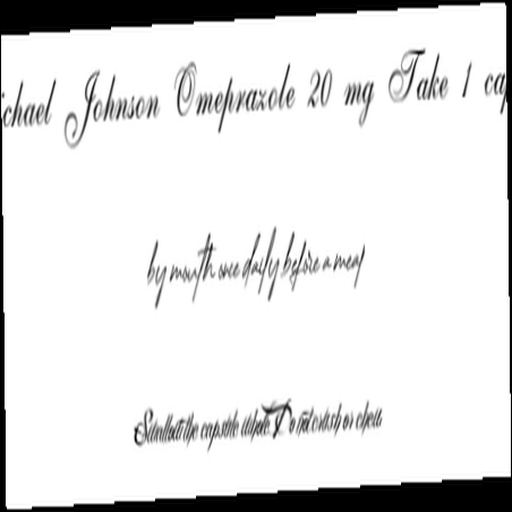 chael Johnson Omeprazole 20 mg Take 1 cap
by mouth once daily before a meal
Swallow the capsule whole Do not crush or chew